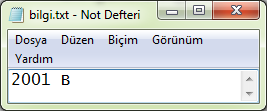 bilgi.txt - Not Defteri
Dosya Düzen Biçim Görünüm
Yardım
2001 B